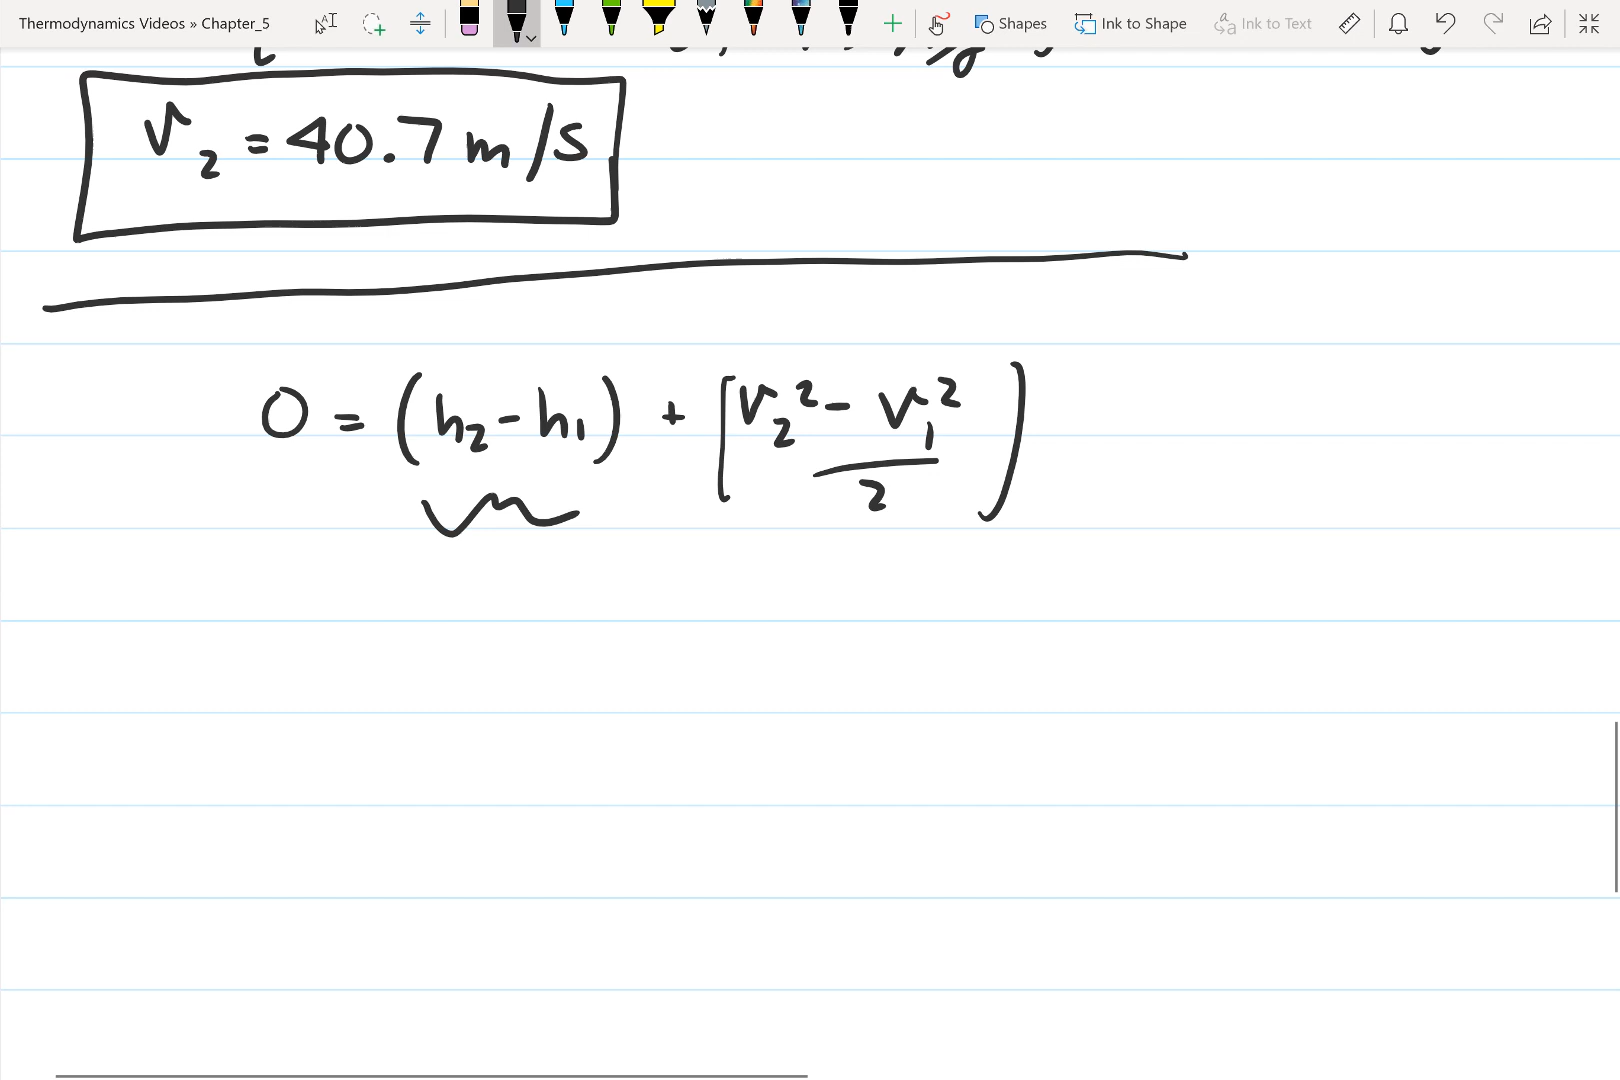 Thermodynamics Videos » Chapter_5
Shapes
Ink to Shape
Ink to Text
V₂ = 40.7 m/s
0 = (h₂ - h₁) + [V₂² - V₁² / 2)